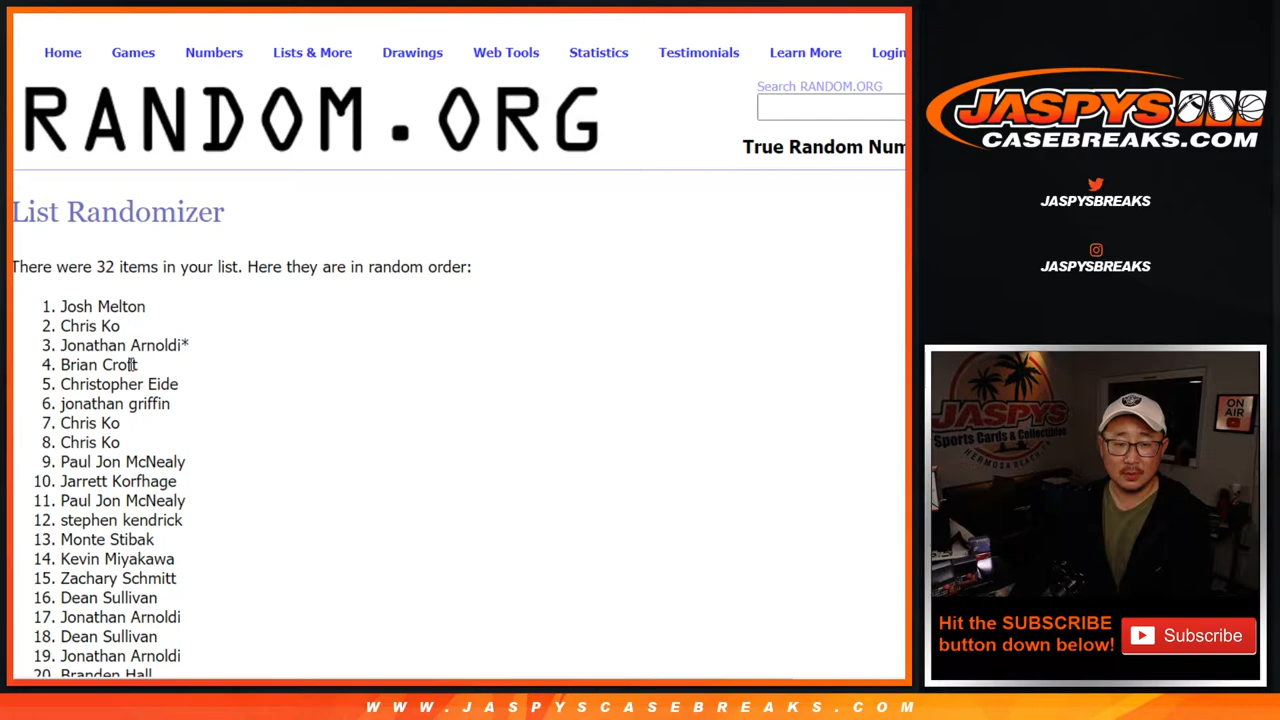 Home Games Numbers Lists & More Drawings Web Tools Statistics Testimonials Learn More Login
Search RANDOM.ORG
RANDOM.ORG
True Random Num
List Randomizer
There were 32 items in your list. Here they are in random order:
1. Josh Melton
2. Chris Ko
3. Jonathan Arnoldi*
4. Brian Croft
5. Christopher Eide
6. jonathan griffin
7. Chris Ko
8. Chris Ko
9. Paul Jon McNealy
10. Jarrett Korfhage
11. Paul Jon McNealy
12. stephen kendrick
13. Monte Stibak
14. Kevin Miyakawa
15. Zachary Schmitt
16. Dean Sullivan
17. Jonathan Arnoldi
18. Dean Sullivan
19. Jonathan Arnoldi
20. Branden Hall
JASPYS
CASEBREAKS.COM
JASPYSBREAKS
JASPYSBREAKS
JASPYS
Sports Cards & Collectibles
HERMOSA BEACH
ON
AIR
Hit the SUBSCRIBE
button down below!
Subscribe
WWW.JASPYSCASEBREAKS.COM